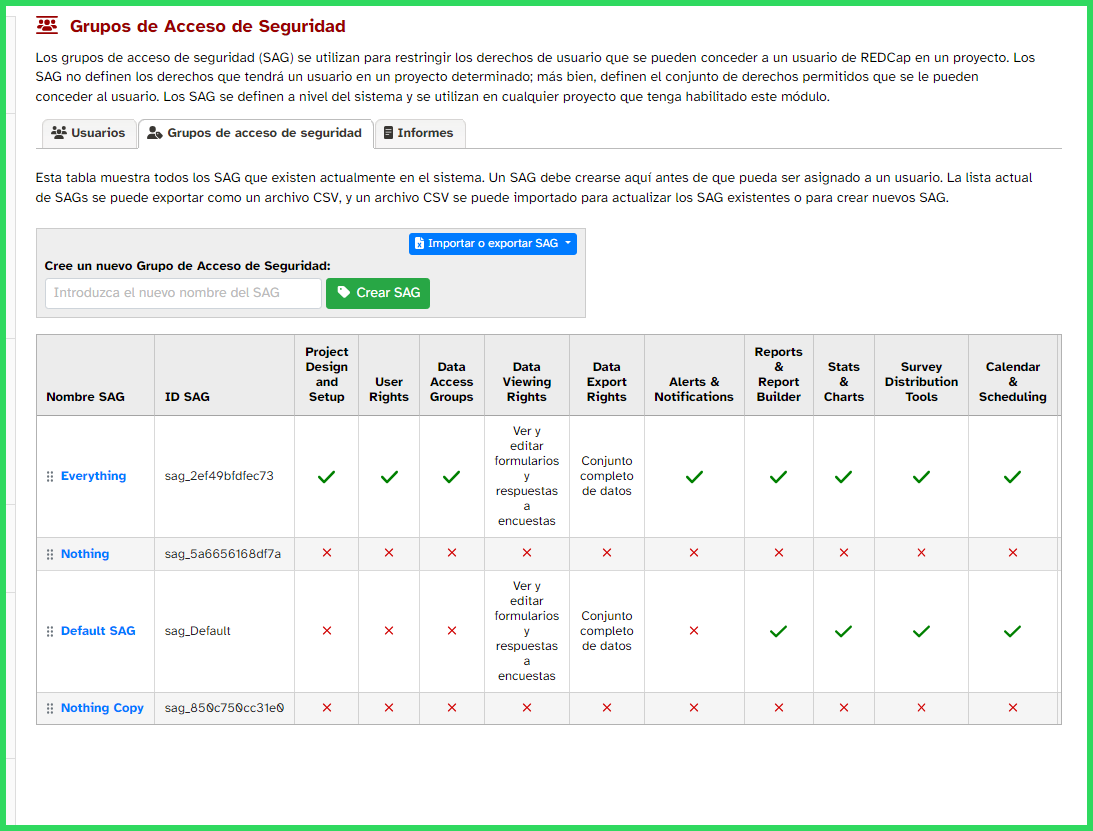 Grupos de Acceso de Seguridad
Los grupos de acceso de seguridad (SAG) se utilizan para restringir los derechos de usuario que se pueden conceder a un usuario de REDCap en un proyecto. Los
SAG no definen los derechos que tendrá un usuario en un proyecto determinado; más bien, definen el conjunto de derechos permitidos que se le pueden
conceder al usuario. Los SAG se definen a nivel del sistema y se utilizan en cualquier proyecto que tenga habilitado este módulo.
Usuarios Grupos de acceso de seguridad Informes
Esta tabla muestra todos los SAG que existen actualmente en el sistema. Un SAG debe crearse aquí antes de que pueda ser asignado a un usuario. La lista actual
de SAGs se puede exportar como un archivo CSV, y un archivo CSV se puede importado para actualizar los SAG existentes o para crear nuevos SAG.
Importar o exportar SAG
Cree un nuevo Grupo de Acceso de Seguridad:
Introduzca el nuevo nombre del SAG Crear SAG
Nombre SAG
ID SAG
Project
Design
and
Setup
User
Rights
Data
Access
Groups
Data
Viewing
Rights
Data
Export
Rights
Alerts &
Notifications
Reports
&
Report
Builder
Stats
&
Charts
Survey
Distribution
Tools
Calendar
&
Scheduling
Everything
sag_2ef49bfdfec73
Ver y
editar
formularios
y
respuestas
a
encuestas
Conjunto
completo
de datos
Nothing
sag_5a6656168df7a
Default SAG
sag_Default
Ver y
editar
formularios
y
respuestas
a
encuestas
Conjunto
completo
de datos
Nothing Copy
sag_850c750cc31e0